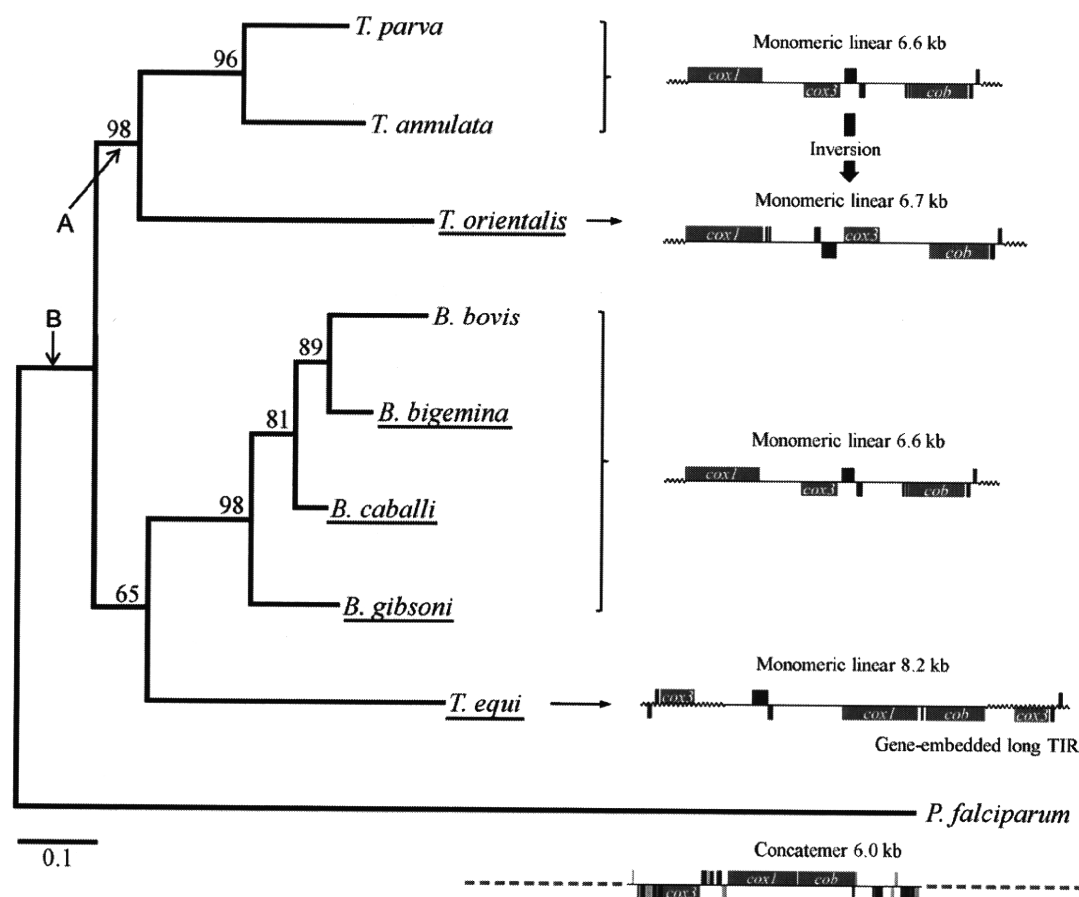 T. parva
96
Monomeric linear 6.6 kb
cox1
cox3
cob
T. annulata
98
Inversion
A
Monomeric linear 6.7 kb
T. orientalis
cox1
cox3
cob
B
B. bovis
89
B. bigemina
81
Monomeric linear 6.6 kb
cox1
cox3
cob
B. caballi
98
65
B. gibsoni
Monomeric linear 8.2 kb
T. equi
cox3
cox1
cob
cox3
Gene-embedded long TIR
P. falciparum
0.1
Concatemer 6.0 kb
cox1
cob
cox3